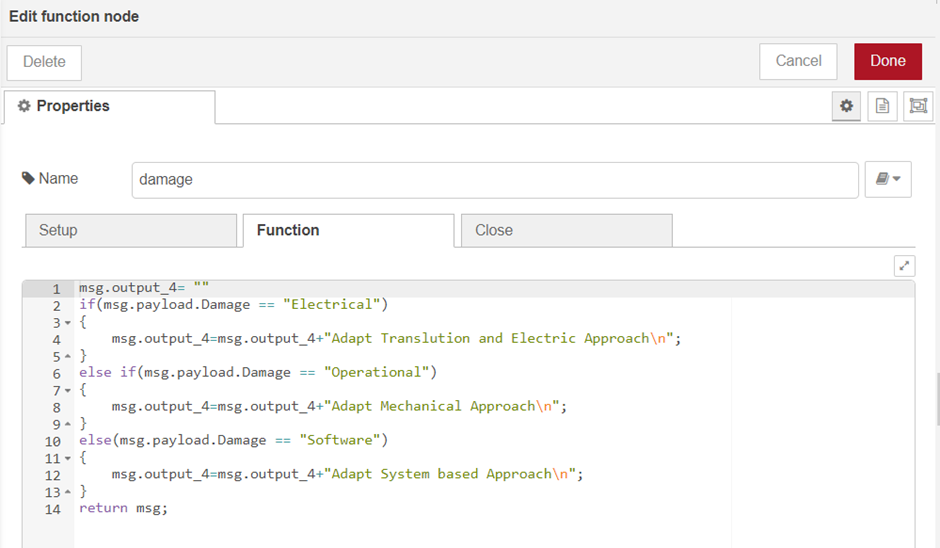 Edit function node
Delete
Cancel
Done
Properties
Name
damage
Setup
Function
Close
1 msg.output_4= ""
2 if(msg.payload.Damage == "Electrical")
3 {
4     msg.output_4=msg.output_4+"Adapt Translution and Electric Approach\n";
5 }
6 else if(msg.payload.Damage == "Operational")
7 {
8     msg.output_4=msg.output_4+"Adapt Mechanical Approach\n";
9 }
10 else(msg.payload.Damage == "Software")
11 {
12     msg.output_4=msg.output_4+"Adapt System based Approach\n";
13 }
14 return msg;